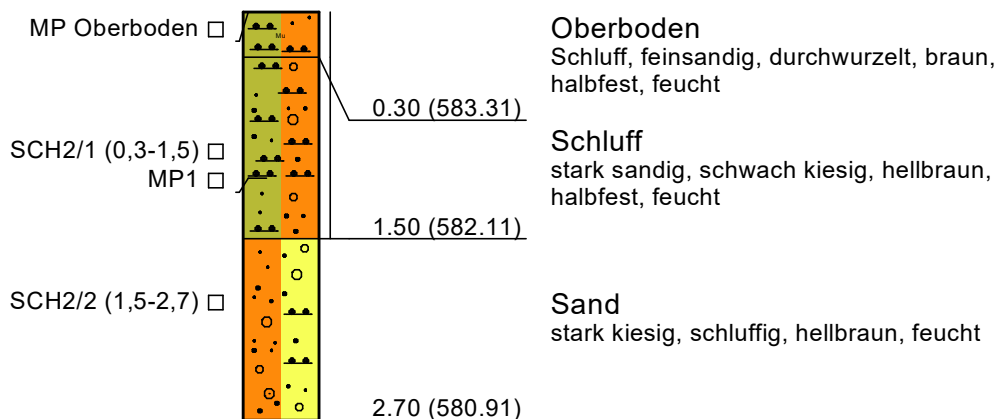 MP Oberboden
Mu
Oberboden
Schluff, feinsandig, durchwurzelt, braun,
halbfest, feucht
0.30 (583.31)
SCH2/1 (0,3-1,5)
MP1
Schluff
stark sandig, schwach kiesig, hellbraun,
halbfest, feucht
1.50 (582.11)
SCH2/2 (1,5-2,7)
Sand
stark kiesig, schluffig, hellbraun, feucht
2.70 (580.91)